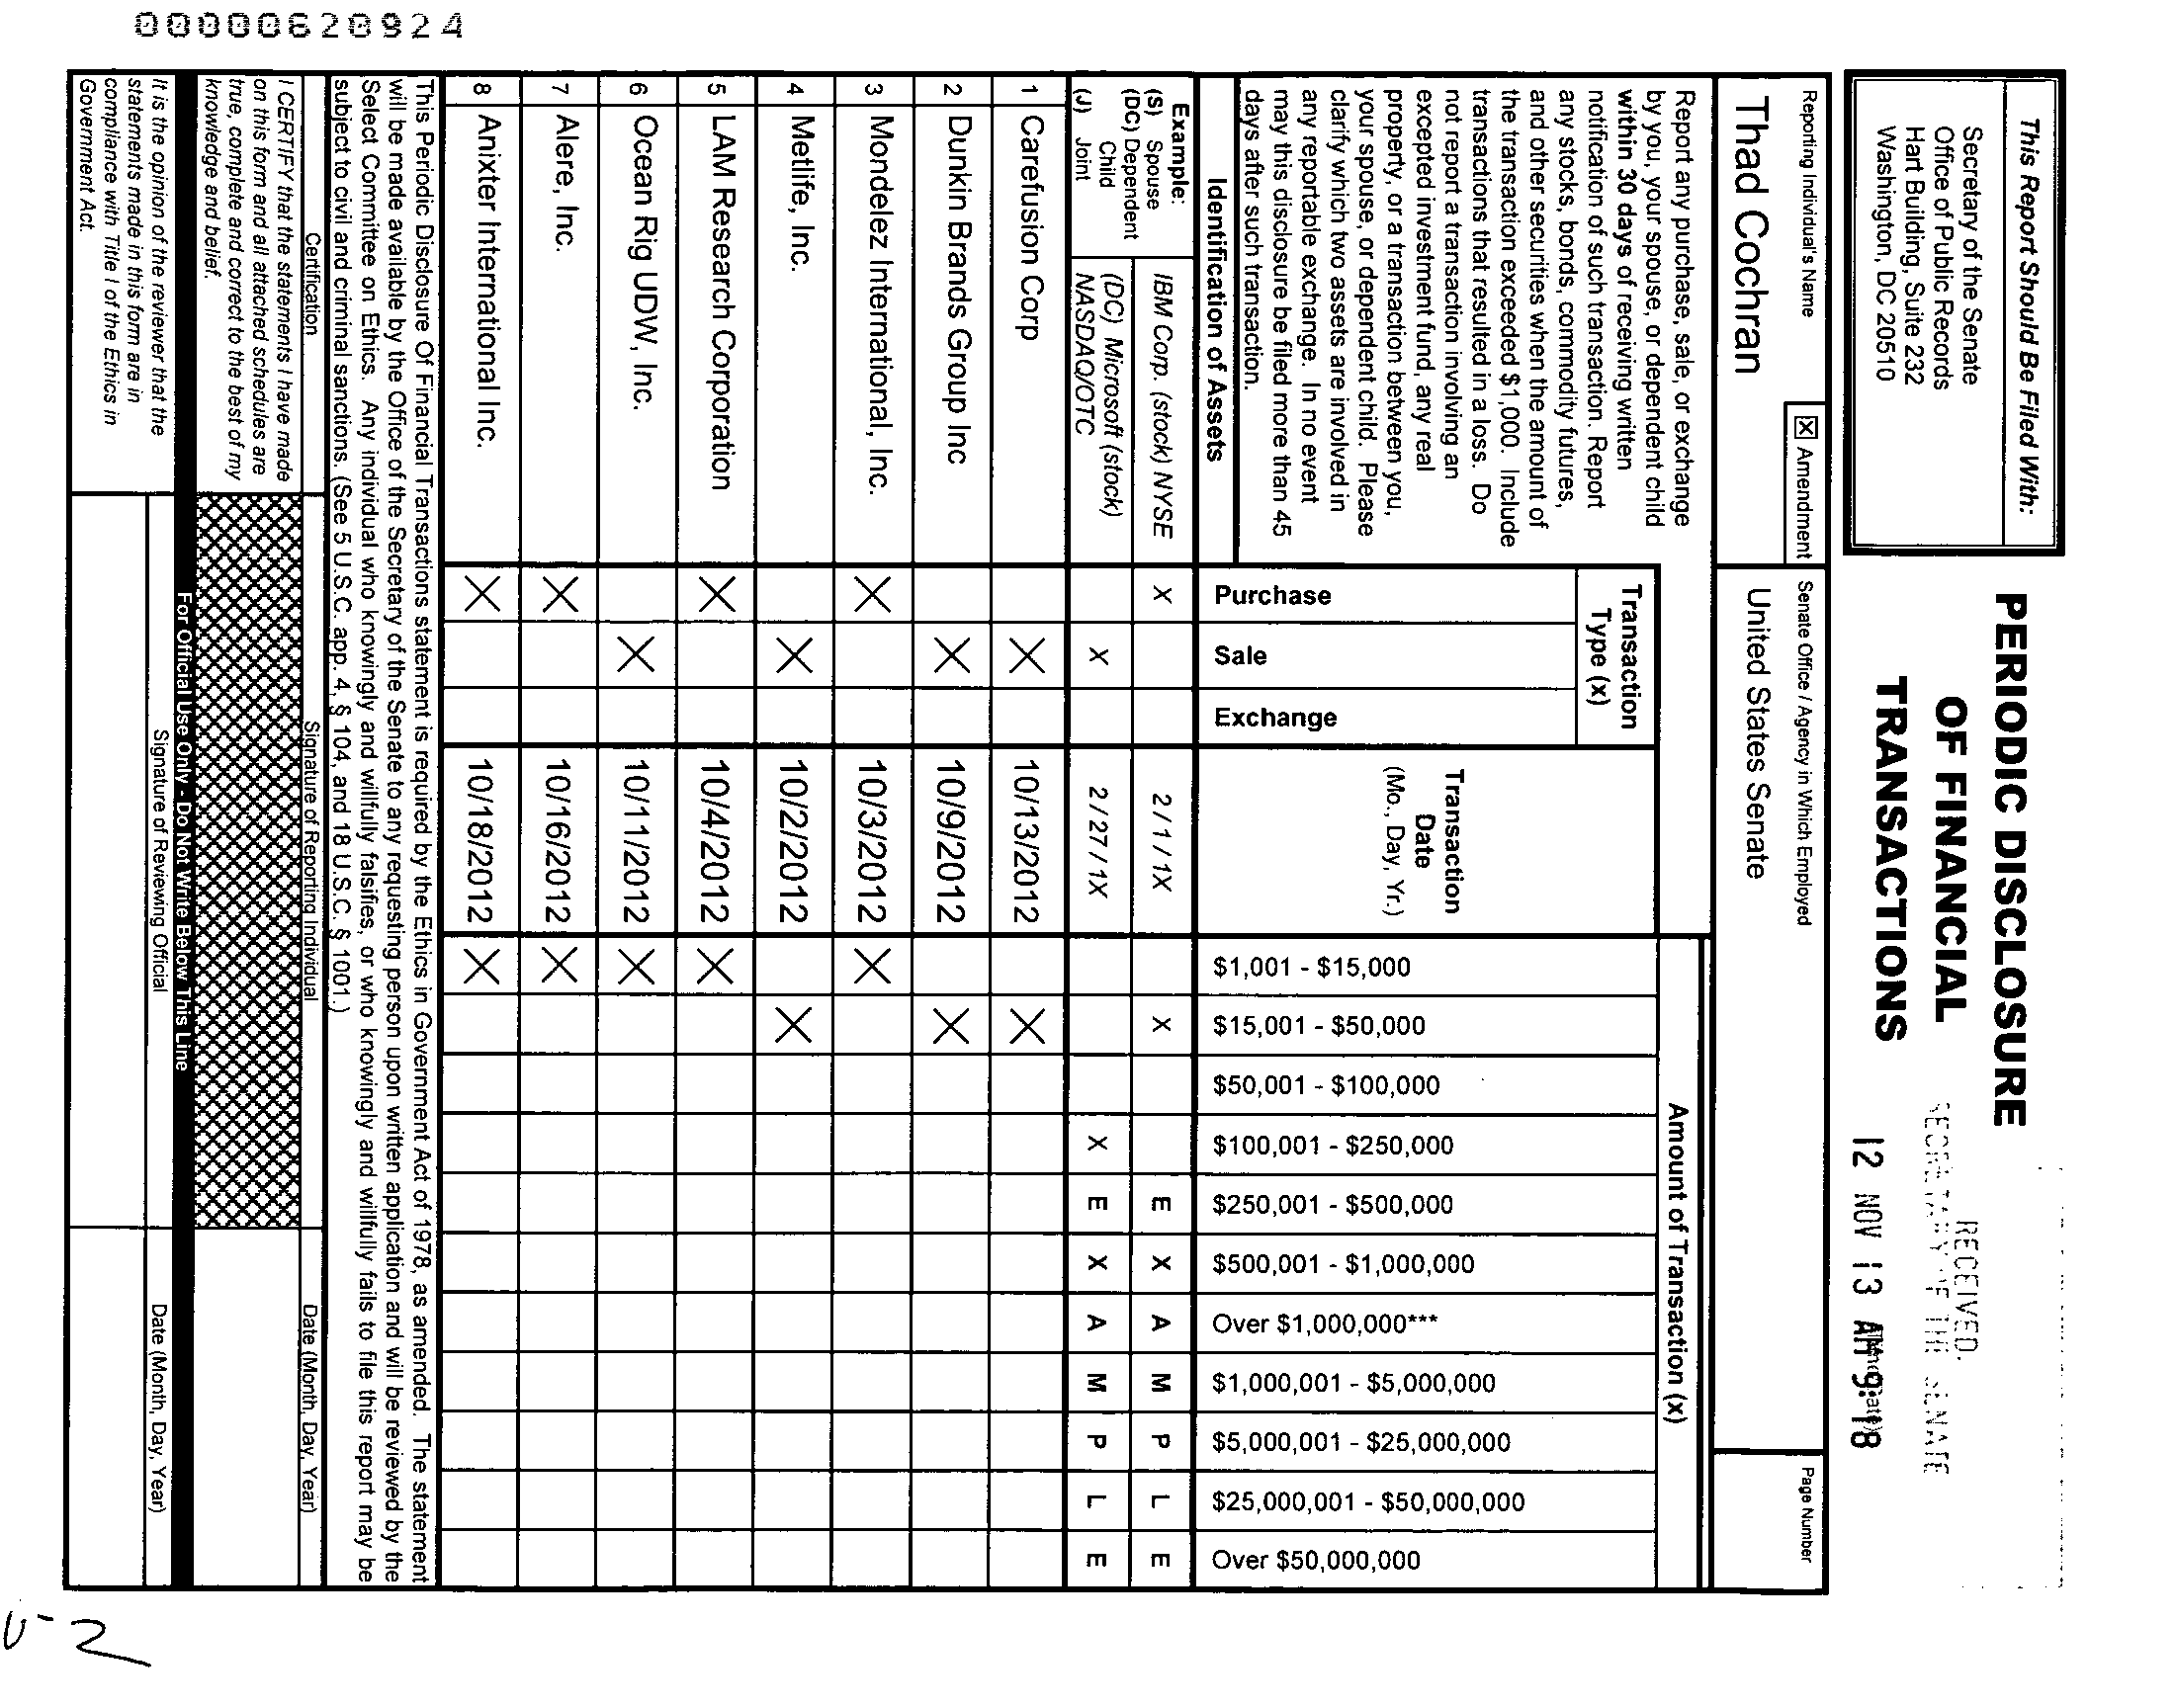 00000620924
This Report Should Be Filed With:
Secretary of the Senate
Office of Public Records
Hart Building, Suite 232
Washington, DC 20510
PERIODIC DISCLOSURE
OF FINANCIAL
TRANSACTIONS
RECEIVED
SECRETARY OF THE SENATE
12 NOV 13 AM 9:18
Reporting Individual's Name
Thad Cochran
☒ Amendment
Senate Office / Agency in Which Employed
United States Senate
Page Number
Report any purchase, sale, or exchange
by you, your spouse, or dependent child
within 30 days of receiving written
notification of such transaction. Report
any stocks, bonds, commodity futures,
and other securities when the amount of
the transaction exceeded $1,000. Include
transactions that resulted in a loss. Do
not report a transaction involving an
excepted investment fund, any real
property, or a transaction between you,
your spouse, or dependent child. Please
clarify which two assets are involved in
any reportable exchange. In no event
may this disclosure be filed more than 45
days after such transaction.
Identification of Assets
Transaction
Type (x)
Purchase
Sale
Exchange
Transaction
Date
(Mo., Day, Yr.)
Amount of Transaction (x)
$1,001 - $15,000
$15,001 - $50,000
$50,001 - $100,000
$100,001 - $250,000
$250,001 - $500,000
$500,001 - $1,000,000
Over $1,000,000***
$1,000,001 - $5,000,000
$5,000,001 - $25,000,000
$25,000,001 - $50,000,000
Over $50,000,000
Example:
(S) Spouse
(DC) Dependent
Child
(J) Joint
IBM Corp. (stock) NYSE X 2 / 1 / 1X X E X A M P L E
(DC) Microsoft (stock)
NASDAQ/OTC X 2 / 27 / 1X X E X A M P L E
1 Carefusion Corp X 10/13/2012 X
2 Dunkin Brands Group Inc X 10/9/2012 X
3 Mondelez International, Inc. X 10/3/2012 X
4 Metlife, Inc. X 10/2/2012 X
5 LAM Research Corporation X 10/4/2012 X
6 Ocean Rig UDW, Inc. X 10/11/2012 X
7 Alere, Inc. X 10/16/2012 X
8 Anixter International Inc. X 10/18/2012 X
This Periodic Disclosure Of Financial Transactions statement is required by the Ethics in Government Act of 1978, as amended. The statement
will be made available by the Office of the Secretary of the Senate to any requesting person upon written application and will be reviewed by the
Select Committee on Ethics. Any individual who knowingly and willfully falsifies, or who knowingly and willfully fails to file this report may be
subject to civil and criminal sanctions. (See 5 U.S.C. app. 4, § 104, and 18 U.S.C. § 1001.)
Certification
Signature of Reporting Individual
Date (Month, Day, Year)
I CERTIFY that the statements I have made
on this form and all attached schedules are
true, complete and correct to the best of my
knowledge and belief.
For Official Use Only - Do Not Write Below This Line
It is the opinion of the reviewer that the
statements made in this form are in
compliance with Title I of the Ethics in
Government Act.
Signature of Reviewing Official
Date (Month, Day, Year)